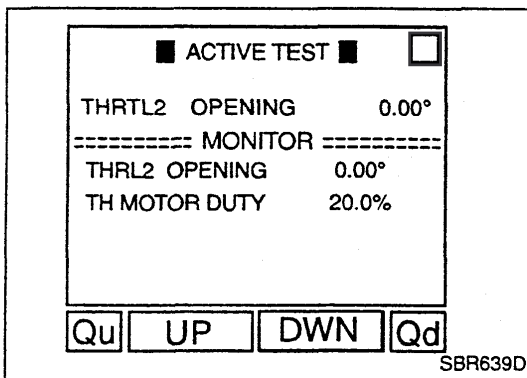 ■ ACTIVE TEST ■
THRTL2 OPENING 0.00°
========== MONITOR ==========
THRL2 OPENING 0.00°
TH MOTOR DUTY 20.0%
Qu UP DWN Qd
SBR639D